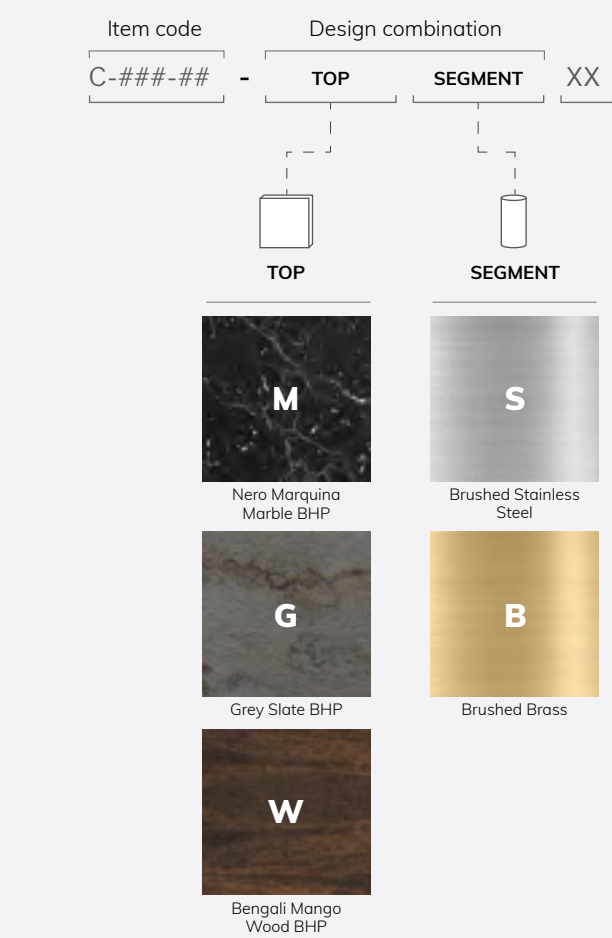 Item code Design combination
C-###-## - TOP SEGMENT XX
TOP SEGMENT
M S
Nero Marquina Brushed Stainless
Marble BHP Steel
G B
Grey Slate BHP Brushed Brass
W
Bengali Mango
Wood BHP